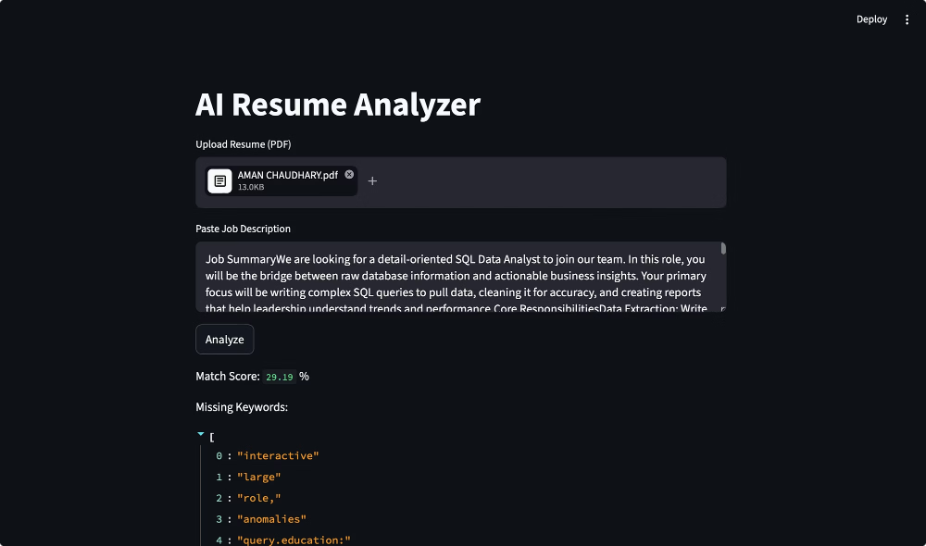 Deploy
AI Resume Analyzer
Upload Resume (PDF)
AMAN CHAUDHARY.pdf
13.0KB
Paste Job Description
Job SummaryWe are looking for a detail-oriented SQL Data Analyst to join our team. In this role, you
will be the bridge between raw database information and actionable business insights. Your primary
focus will be writing complex SQL queries to pull data, cleaning it for accuracy, and creating reports
that help leadership understand trends and performance.Core ResponsibilitiesData Extraction: Write
Analyze
Match Score: 29.19 %
Missing Keywords:
[
0 : "interactive"
1 : "large"
2 : "role,"
3 : "anomalies"
4 : "query.education:"